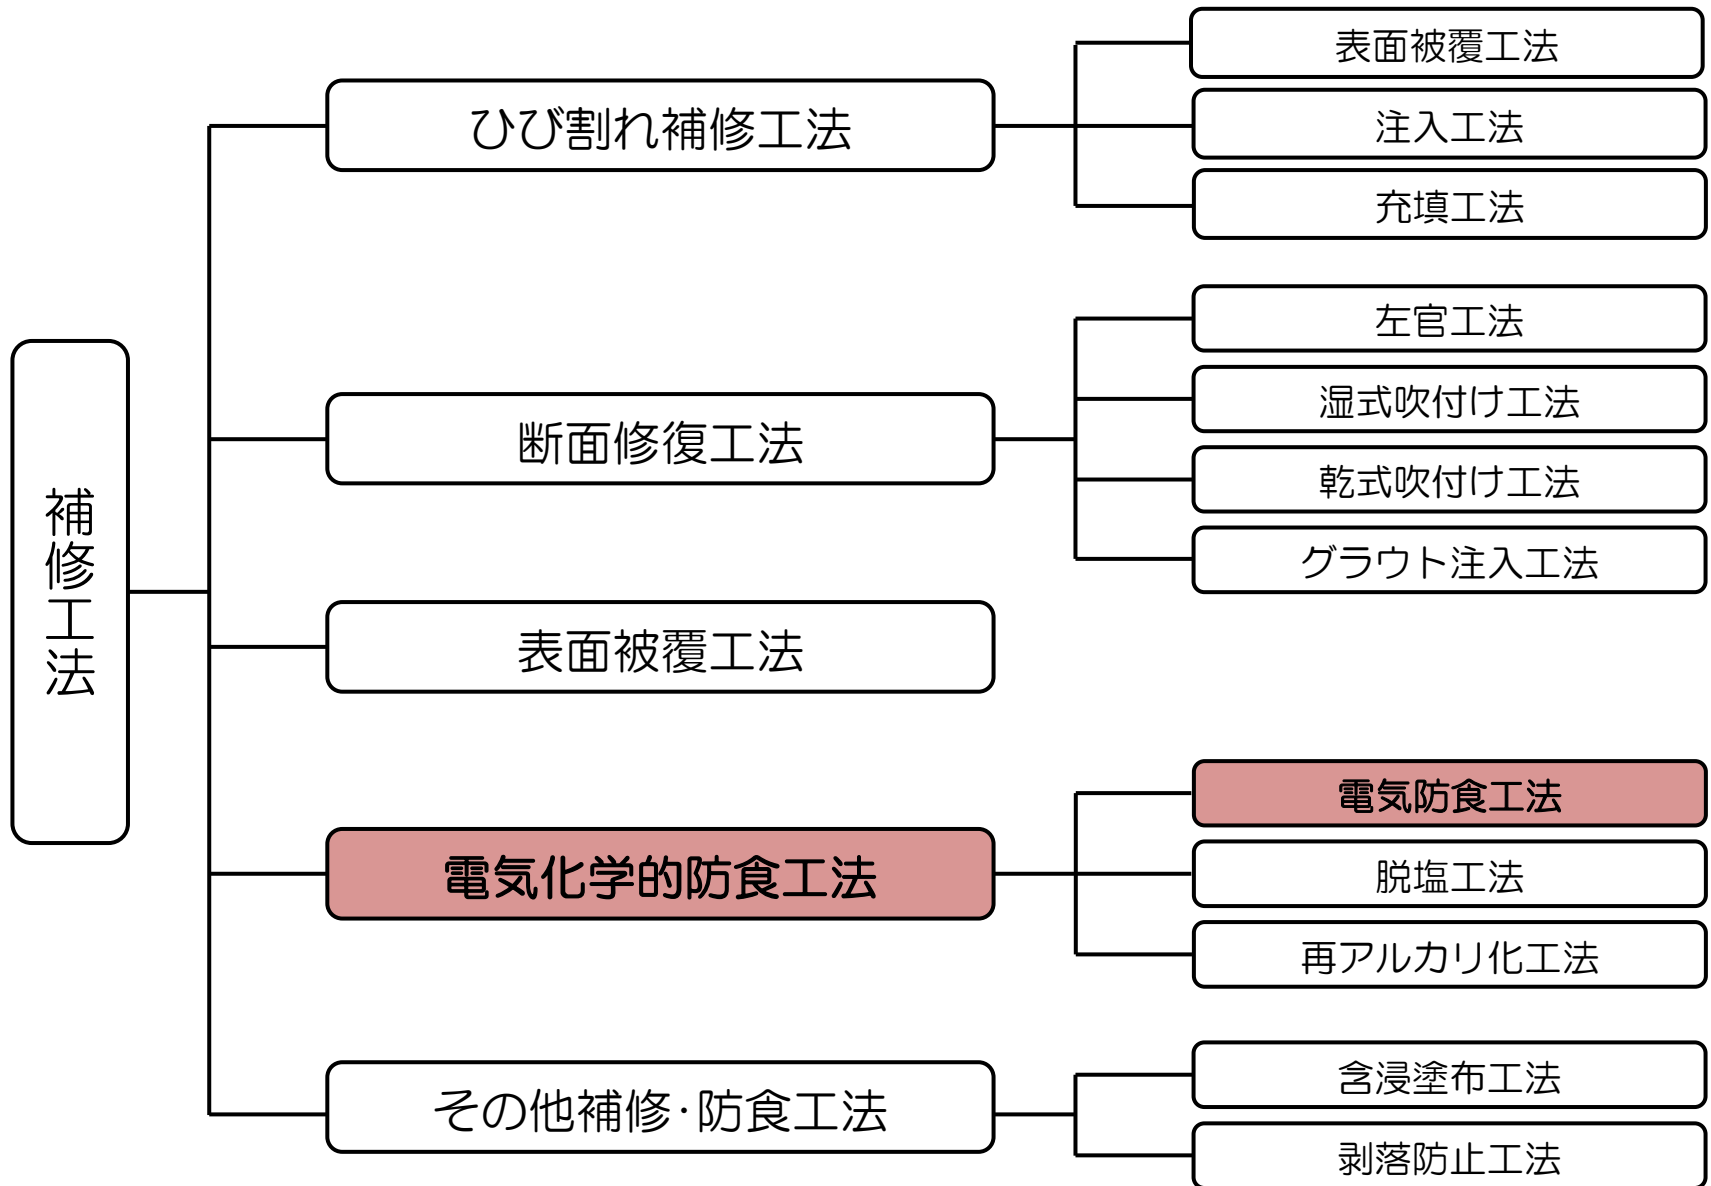 補修工法
ひび割れ補修工法
表面被覆工法
注入工法
充填工法
断面修復工法
左官工法
湿式吹付け工法
乾式吹付け工法
グラウト注入工法
表面被覆工法
電気化学的防食工法
電気防食工法
脱塩工法
再アルカリ化工法
その他補修・防食工法
含浸塗布工法
剥落防止工法